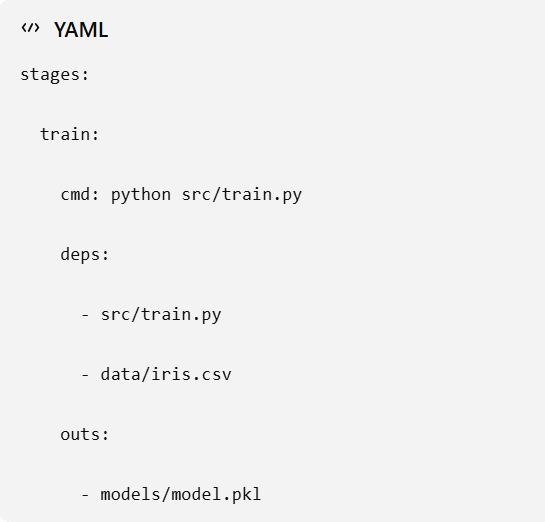 </> YAML
stages:
  train:
    cmd: python src/train.py
    deps:
      - src/train.py
      - data/iris.csv
    outs:
      - models/model.pkl